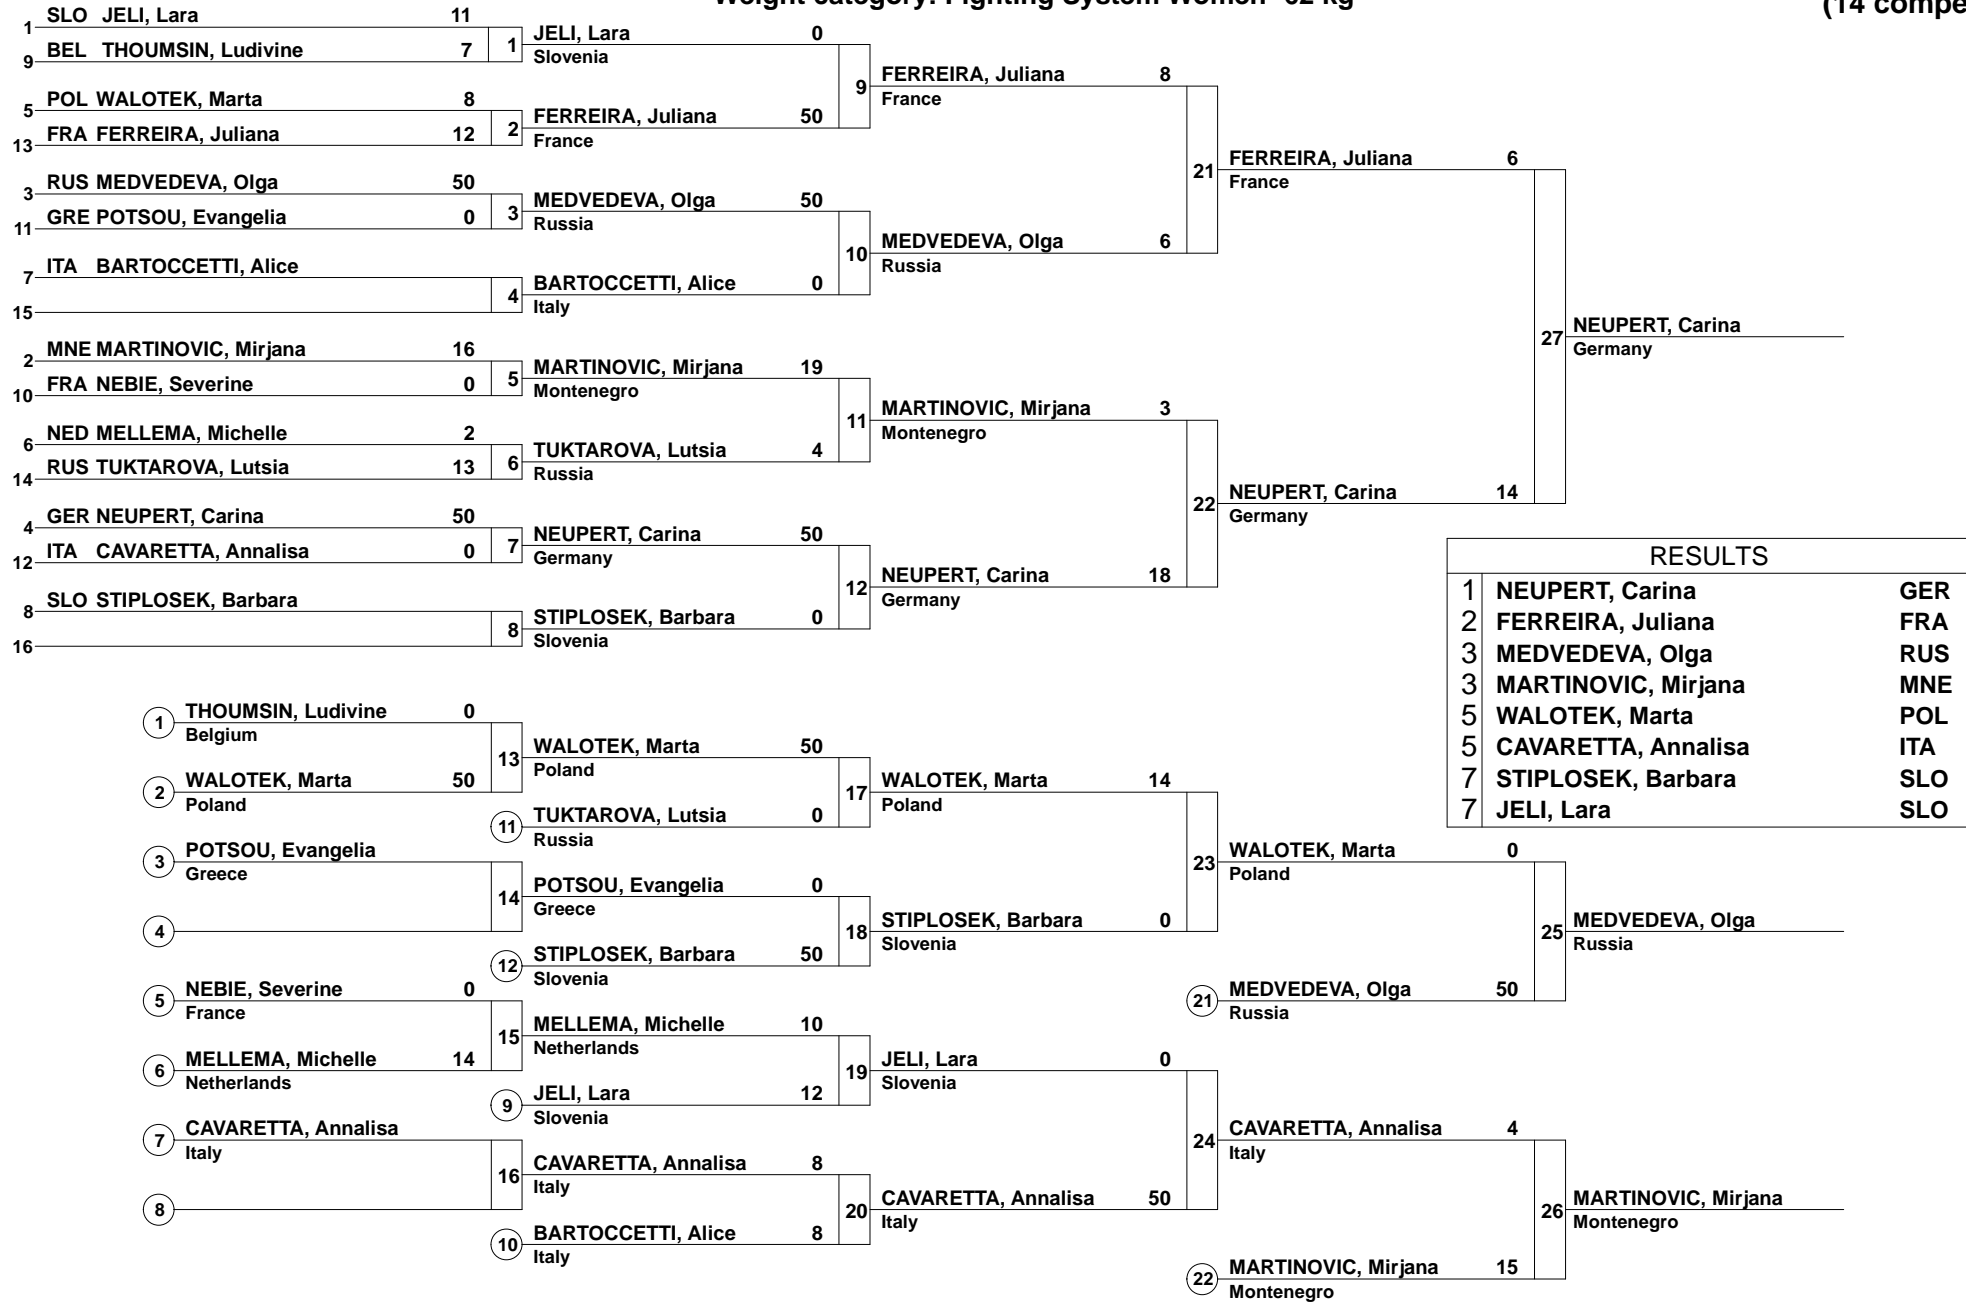 Weight category: Fighting System Women -62 kg
(14 compe
1 SLO JELI, Lara 11
9 BEL THOUMSIN, Ludivine 7
1
5 POL WALOTEK, Marta 8
13 FRA FERREIRA, Juliana 12
2
3 RUS MEDVEDEVA, Olga 50
11 GRE POTSOU, Evangelia 0
3
7 ITA BARTOCCETTI, Alice
15
4
2 MNE MARTINOVIC, Mirjana 16
10 FRA NEBIE, Severine 0
5
6 NED MELLEMA, Michelle 2
14 RUS TUKTAROVA, Lutsia 13
6
4 GER NEUPERT, Carina 50
12 ITA CAVARETTA, Annalisa 0
7
8 SLO STIPLOSEK, Barbara
16
8
JELI, Lara 0
Slovenia
9
FERREIRA, Juliana 50
France
MEDVEDEVA, Olga 50
Russia
10
BARTOCCETTI, Alice 0
Italy
MARTINOVIC, Mirjana 19
Montenegro
11
TUKTAROVA, Lutsia 4
Russia
NEUPERT, Carina 50
Germany
12
STIPLOSEK, Barbara 0
Slovenia
FERREIRA, Juliana 8
France
21
MEDVEDEVA, Olga 6
Russia
MARTINOVIC, Mirjana 3
Montenegro
22
NEUPERT, Carina 18
Germany
FERREIRA, Juliana 6
France
27
NEUPERT, Carina 14
Germany
NEUPERT, Carina
Germany
RESULTS
1 NEUPERT, Carina GER
2 FERREIRA, Juliana FRA
3 MEDVEDEVA, Olga RUS
3 MARTINOVIC, Mirjana MNE
5 WALOTEK, Marta POL
5 CAVARETTA, Annalisa ITA
7 STIPLOSEK, Barbara SLO
7 JELI, Lara SLO
1 THOUMSIN, Ludivine 0
Belgium
13
2 WALOTEK, Marta 50
Poland
3 POTSOU, Evangelia
Greece
14
4
5 NEBIE, Severine 0
France
15
6 MELLEMA, Michelle 14
Netherlands
7 CAVARETTA, Annalisa
Italy
16
8
WALOTEK, Marta 50
Poland
17
11 TUKTAROVA, Lutsia 0
Russia
POTSOU, Evangelia 0
Greece
18
12 STIPLOSEK, Barbara 50
Slovenia
MELLEMA, Michelle 10
Netherlands
19
9 JELI, Lara 12
Slovenia
CAVARETTA, Annalisa 8
Italy
20
10 BARTOCCETTI, Alice 8
Italy
WALOTEK, Marta 14
Poland
23
STIPLOSEK, Barbara 0
Slovenia
JELI, Lara 0
Slovenia
24
CAVARETTA, Annalisa 50
Italy
WALOTEK, Marta 0
Poland
25
21 MEDVEDEVA, Olga 50
Russia
CAVARETTA, Annalisa 4
Italy
26
22 MARTINOVIC, Mirjana 15
Montenegro
MEDVEDEVA, Olga
Russia
MARTINOVIC, Mirjana
Montenegro